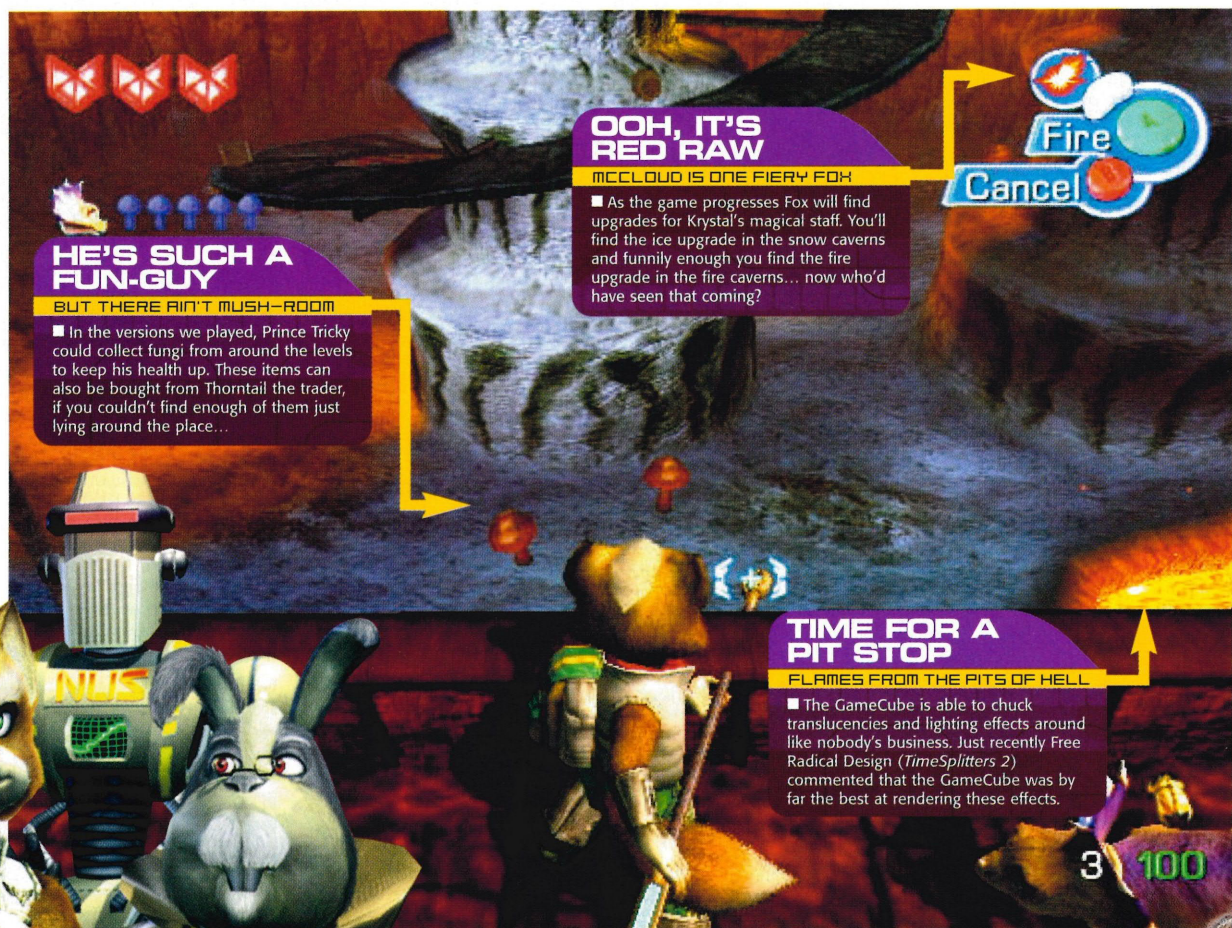 OOH, IT'S
RED RAW
MCCLOUD IS ONE FIERY FOX
■ As the game progresses Fox will find
upgrades for Krystal's magical staff. You'll
find the ice upgrade in the snow caverns
and funnily enough you find the fire
upgrade in the fire caverns... now who'd
have seen that coming?
Fire
Cancel
HE'S SUCH A
FUN-GUY
BUT THERE AIN'T MUSH-ROOM
■ In the versions we played, Prince Tricky
could collect fungi from around the levels
to keep his health up. These items can
also be bought from Thorntail the trader,
if you couldn't find enough of them just
lying around the place...
NUS
TIME FOR A
PIT STOP
FLAMES FROM THE PITS OF HELL
■ The GameCube is able to chuck
translucencies and lighting effects around
like nobody's business. Just recently Free
Radical Design (TimeSplitters 2)
commented that the GameCube was by
far the best at rendering these effects.
3 100